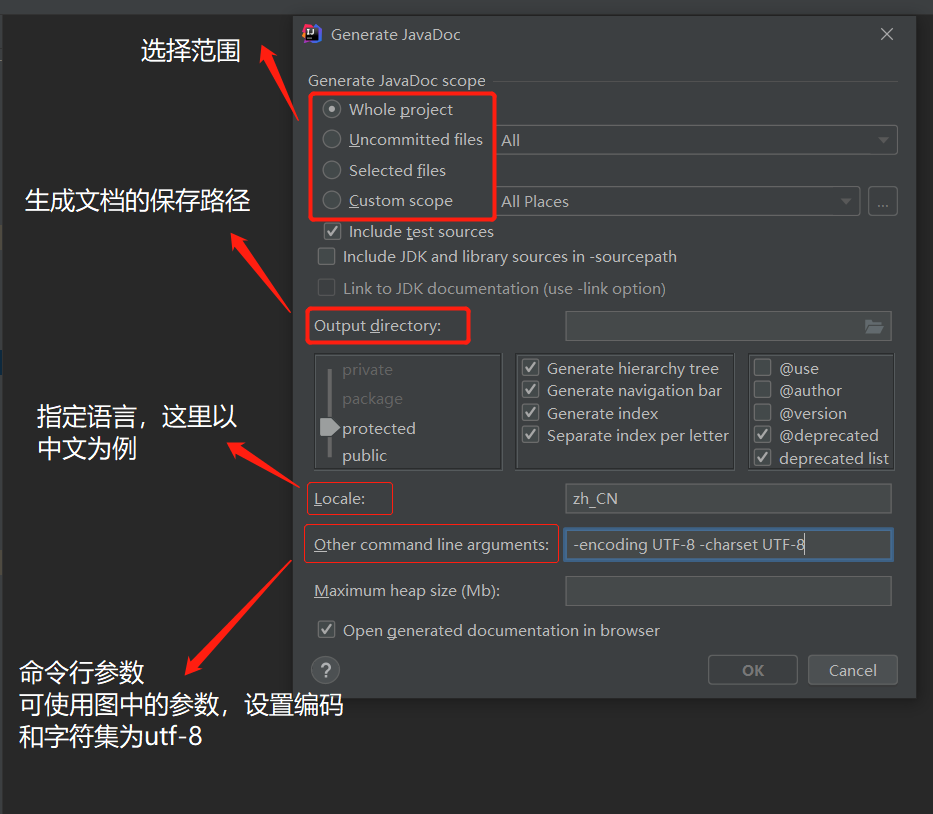 选择范围
Generate JavaDoc
Generate JavaDoc scope
Whole project
Uncommitted files
All
Selected files
生成文档的保存路径
Custom scope
All Places
...
Include test sources
Include JDK and library sources in -sourcepath
Link to JDK documentation (use -link option)
Output directory:
private
package
protected
public
Generate hierarchy tree
Generate navigation bar
Generate index
Separate index per letter
@use
@author
@version
@deprecated
deprecated list
指定语言，这里以
中文为例
Locale:
zh_CN
Other command line arguments:
-encoding UTF-8 -charset UTF-8
Maximum heap size (Mb):
Open generated documentation in browser
?
OK
Cancel
命令行参数
可使用图中的参数，设置编码
和字符集为utf-8